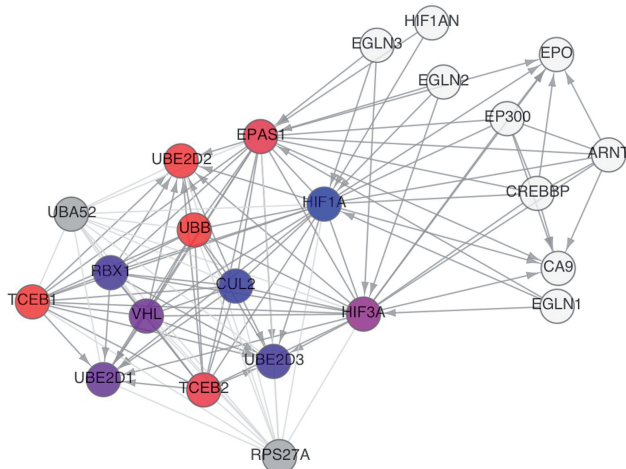 HIF1AN
EGLN3
EPO
EGLN2
EP300
EPAS1
ARNT
UBE2D2
CREBBP
HIF1A
UBA52
UBB
CA9
RBX1
CUL2
TCEB1
EGLN1
VHL
HIF3A
UBE2D3
UBE2D1
TCEB2
RPS27A